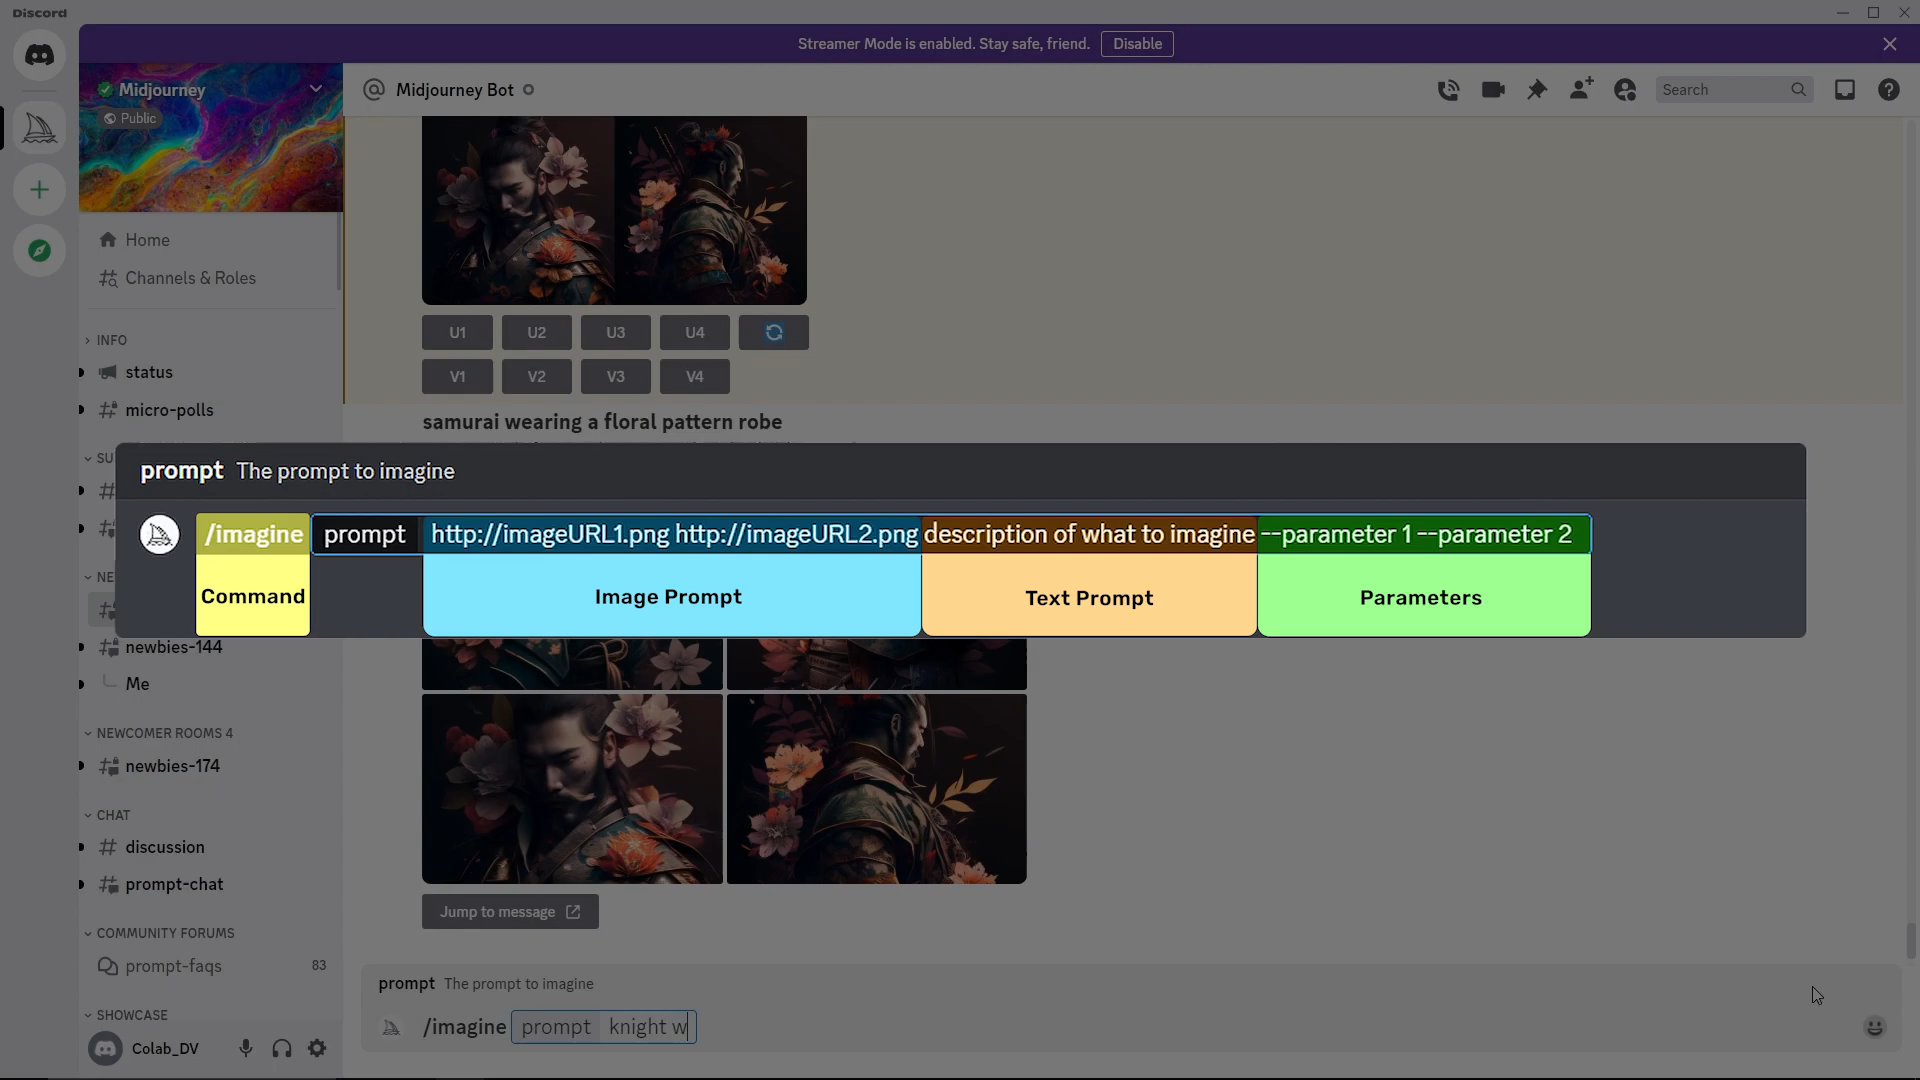 Discord
Streamer Mode is enabled. Stay safe, friend.
Disable
Midjourney
Public
Midjourney Bot
Search
Home
Channels & Roles
INFO
status
micro-polls
U1 U2 U3 U4
V1 V2 V3 V4
samurai wearing a floral pattern robe
SU
prompt The prompt to imagine
/imagine prompt http://imageURL1.png http://imageURL2.png description of what to imagine --parameter 1 --parameter 2
Command Image Prompt Text Prompt Parameters
NE
newbies-144
Me
NEWCOMER ROOMS 4
newbies-174
CHAT
discussion
prompt-chat
Jump to message
COMMUNITY FORUMS
prompt-faqs 83
SHOWCASE
prompt The prompt to imagine
/imagine prompt knight w
Colab_DV